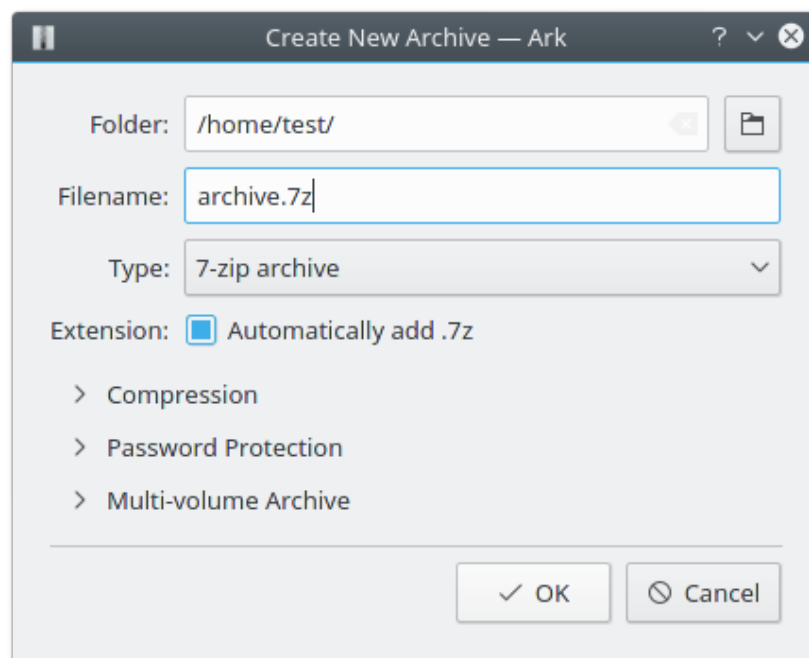 Create New Archive — Ark ?
Folder: /home/test/
Filename: archive.7z
Type: 7-zip archive
Extension: Automatically add .7z
Compression
Password Protection
Multi-volume Archive
OK Cancel